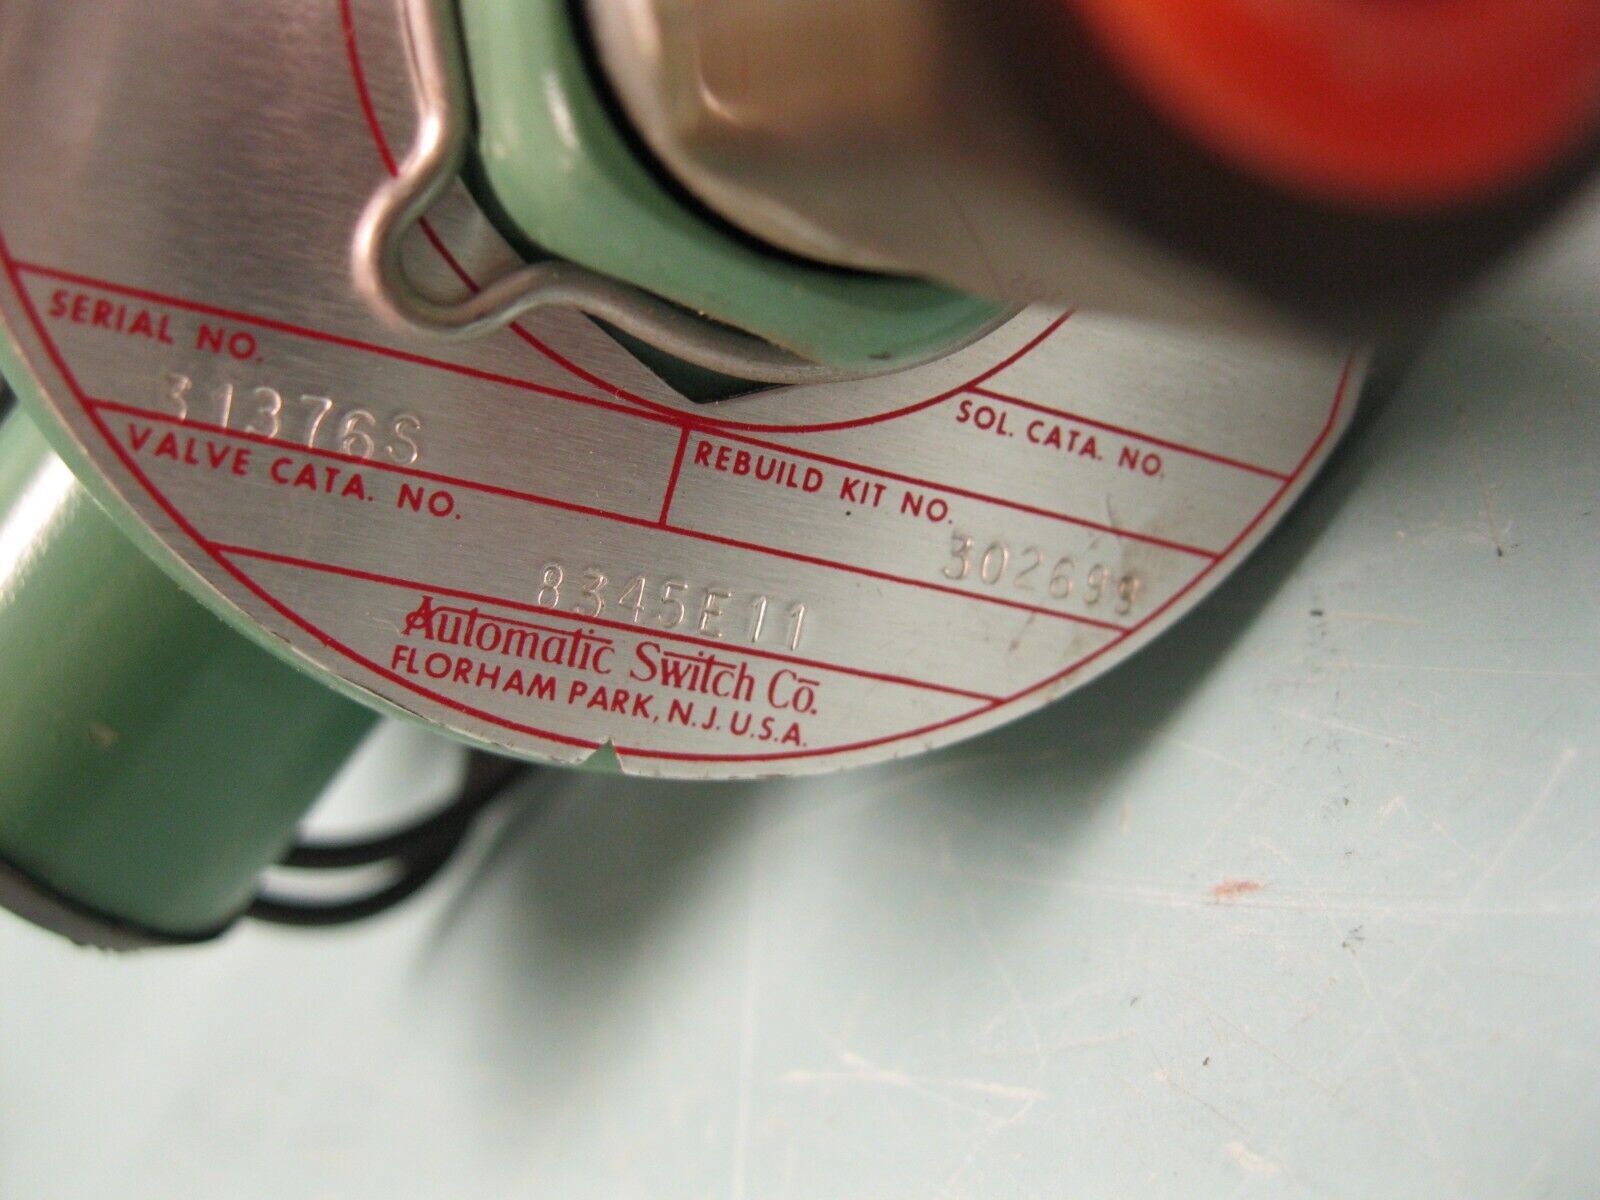 SERIAL NO.
31376S
VALVE CATA. NO.
8345E11
REBUILD KIT NO.
302699
SOL. CATA. NO.
Automatic Switch Co.
FLORHAM PARK, N.J. U.S.A.